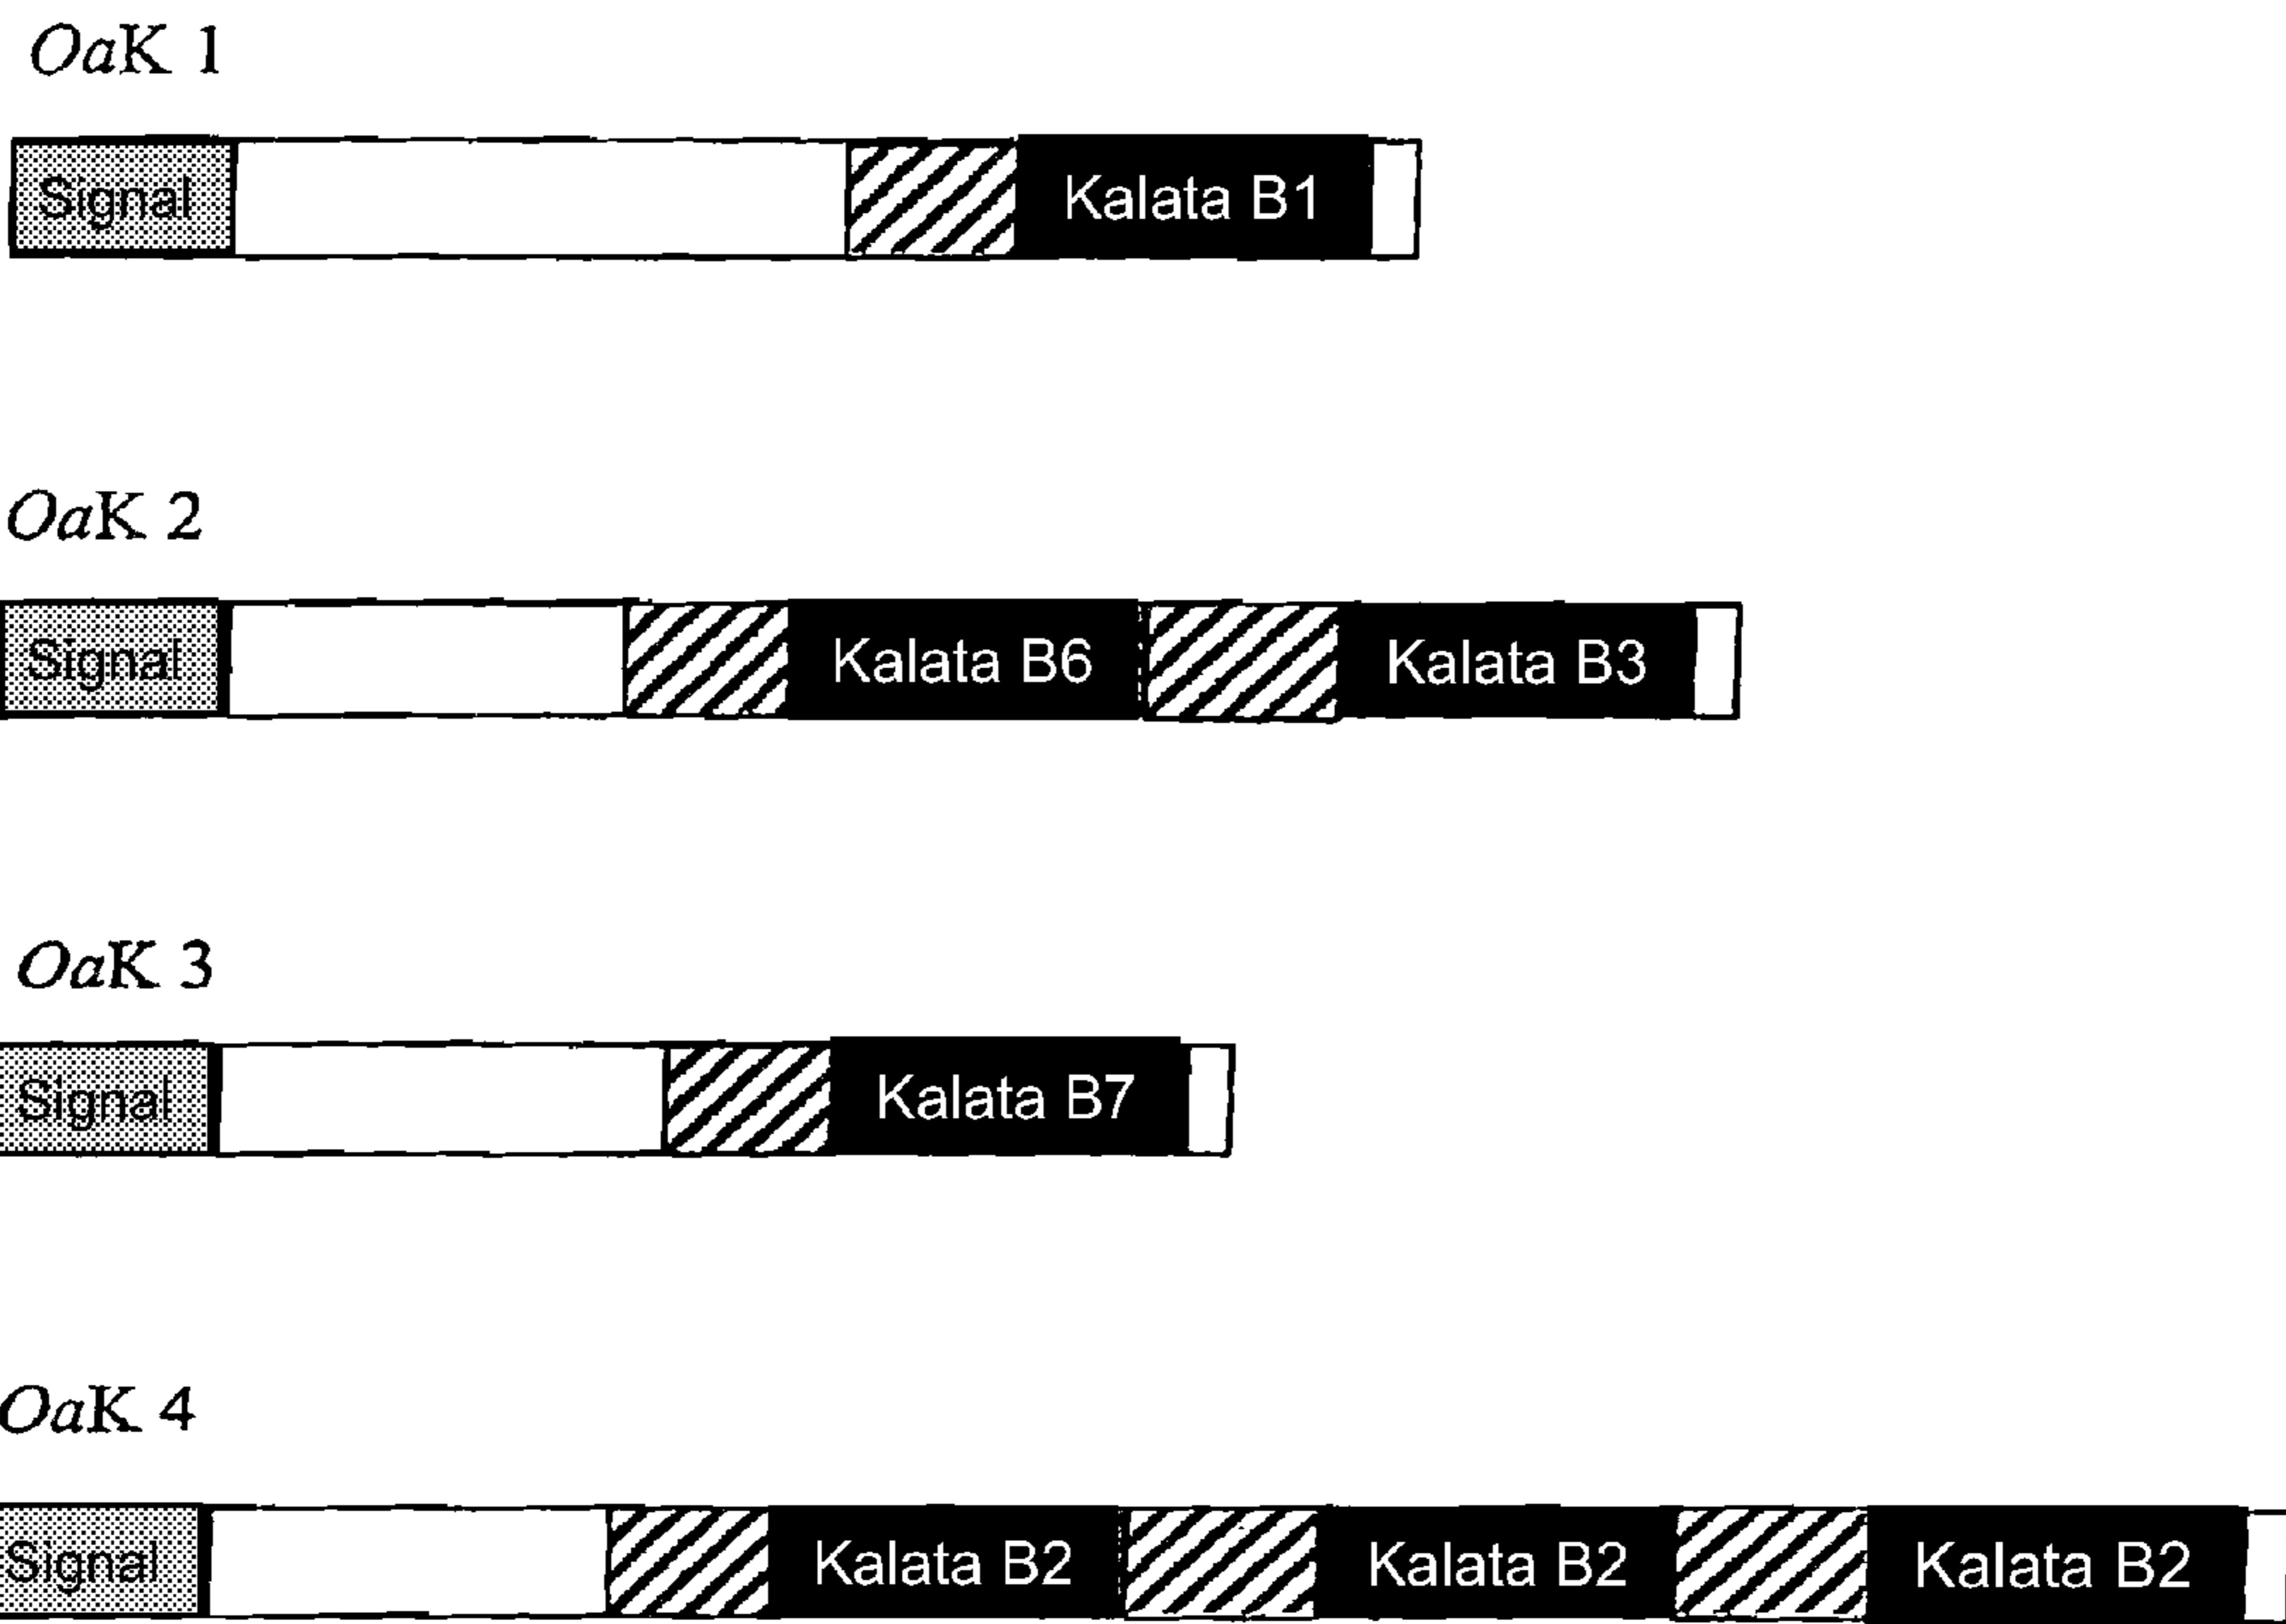 OaK 1
Signal Kalata B1
OaK 2
Signal Kalata B6 Kalata B3
OaK 3
Signal Kalata B7
OaK 4
Signal Kalata B2 Kalata B2 Kalata B2